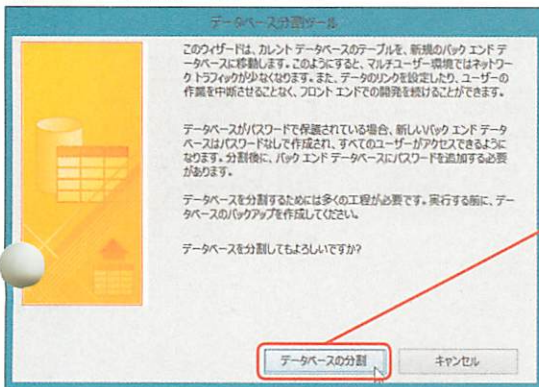 データベース分割ツール
このウィザードは、カレント データベースのテーブルを、新規のバック エンド デ
ータベースに移動します。このようにすると、マルチユーザー環境ではネットワー
ク トラフィックが少なくなります。また、データのリンクを設定したり、ユーザーの
作業を中断させることなく、フロント エンドでの開発を続けることができます。
データベースがパスワードで保護されている場合、新しいバック エンド データ
ベースはパスワードなしで作成され、すべてのユーザーがアクセスできるように
なります。分割後に、バック エンド データベースにパスワードを追加する必要
があります。
データベースを分割するためには多くの工程が必要です。実行する前に、デー
タベースのバックアップを作成してください。
データベースを分割してもよろしいですか?
データベースの分割
キャンセル